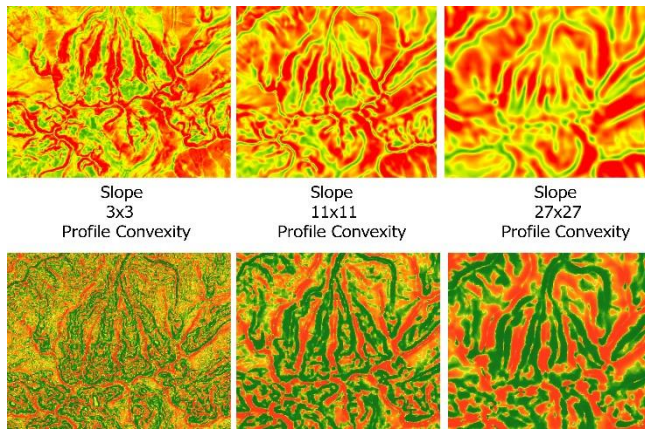 Slope
3x3
Profile Convexity
Slope
11x11
Profile Convexity
Slope
27x27
Profile Convexity